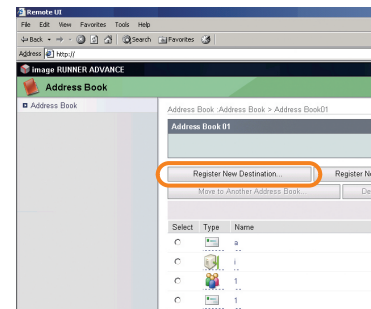 Remote UI
File Edit View Favorites Tools Help
Back Search Favorites
Address http://
image RUNNER ADVANCE
Address Book
Address Book
Address Book :Address Book > Address Book01
Address Book 01
Register New Destination... Register Ne
Move to Another Address Book... De
Select Type Name
a
i
1
1